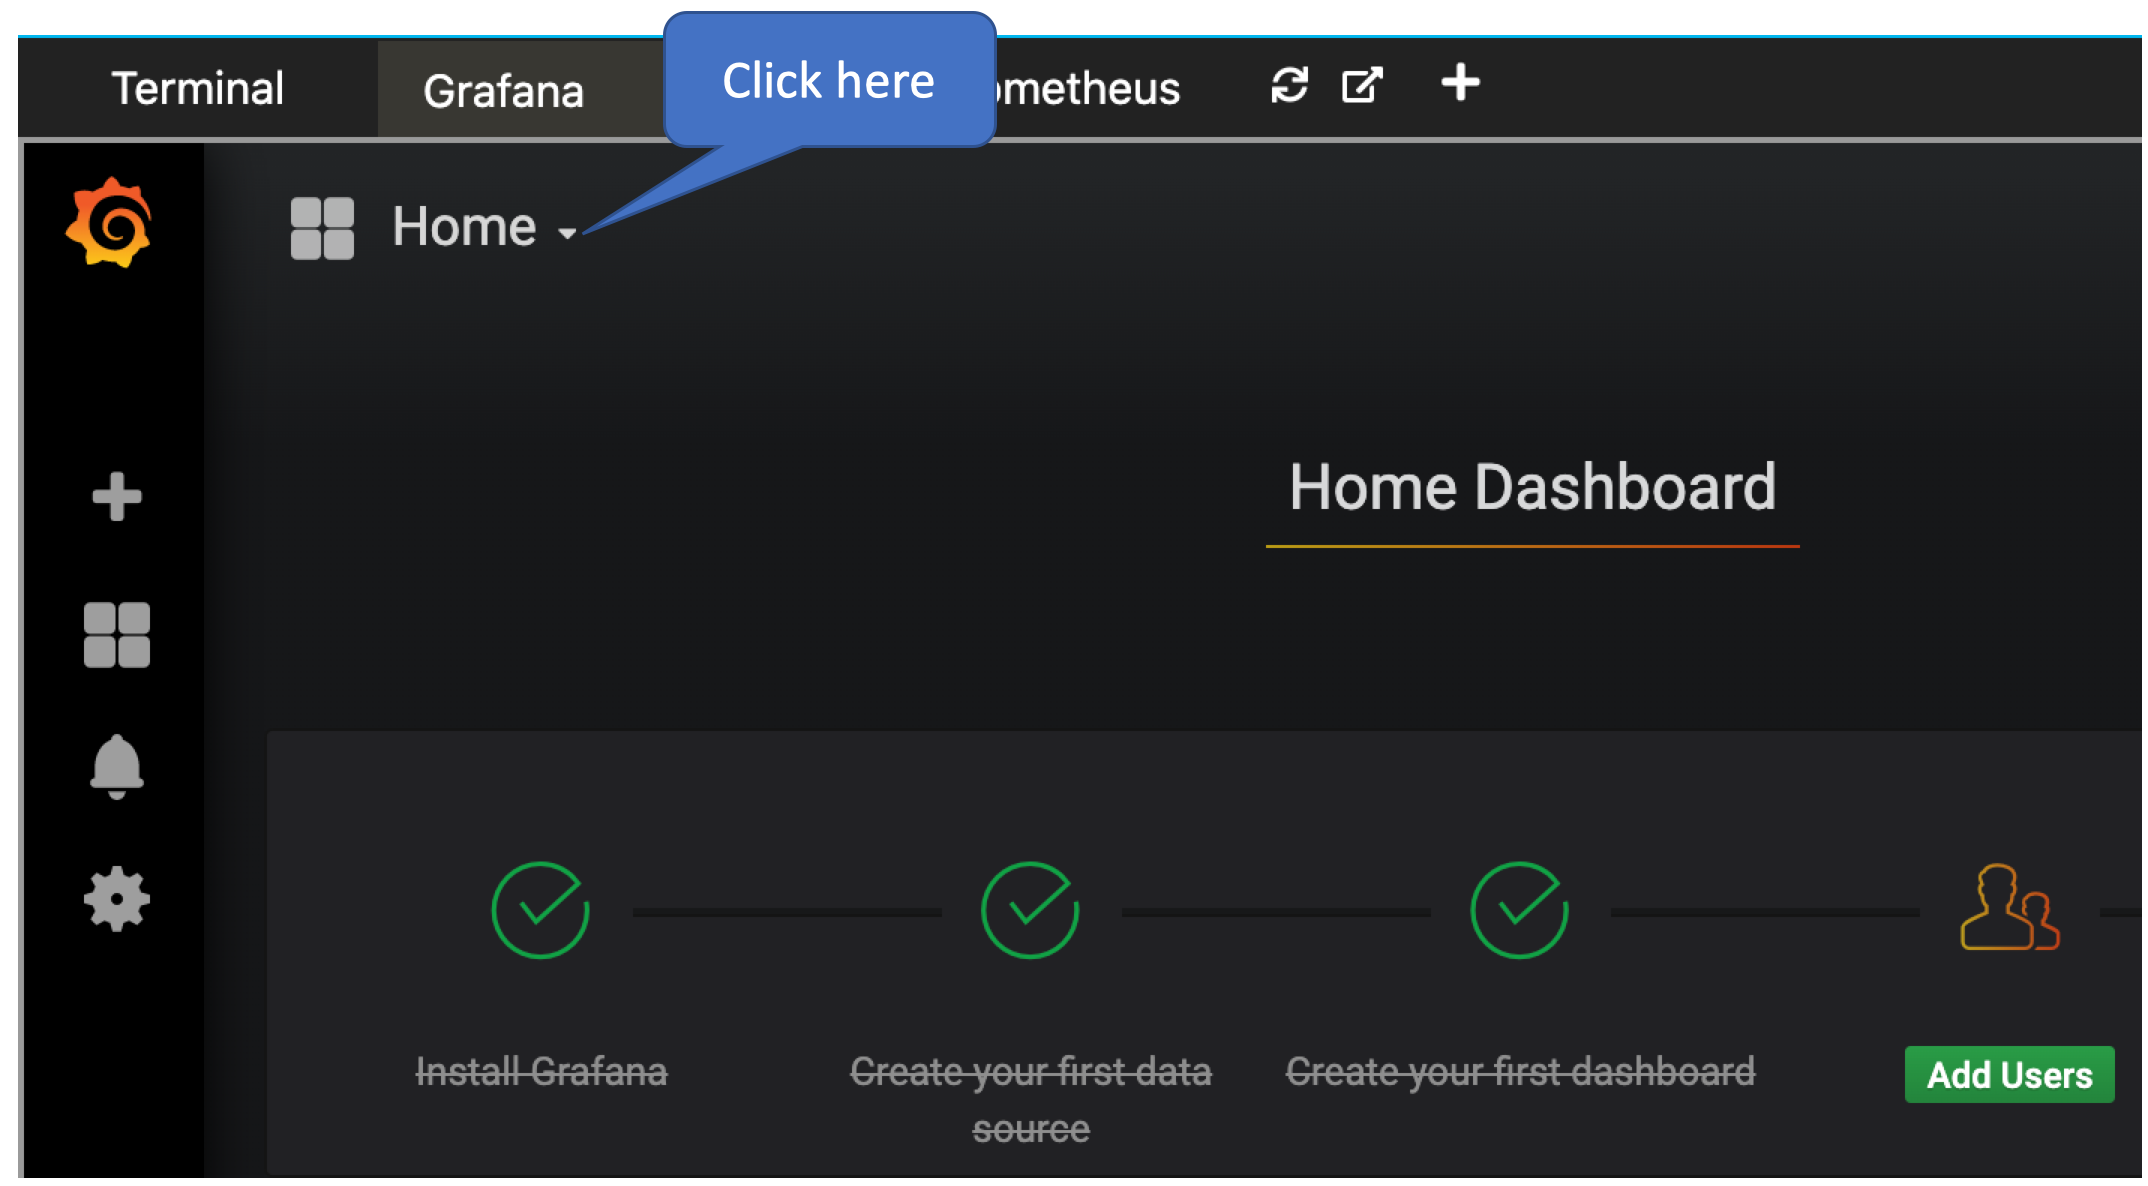 Terminal
Grafana
Click here
ometheus
Home
Home Dashboard
Install Grafana
Create your first data
source
Create your first dashboard
Add Users